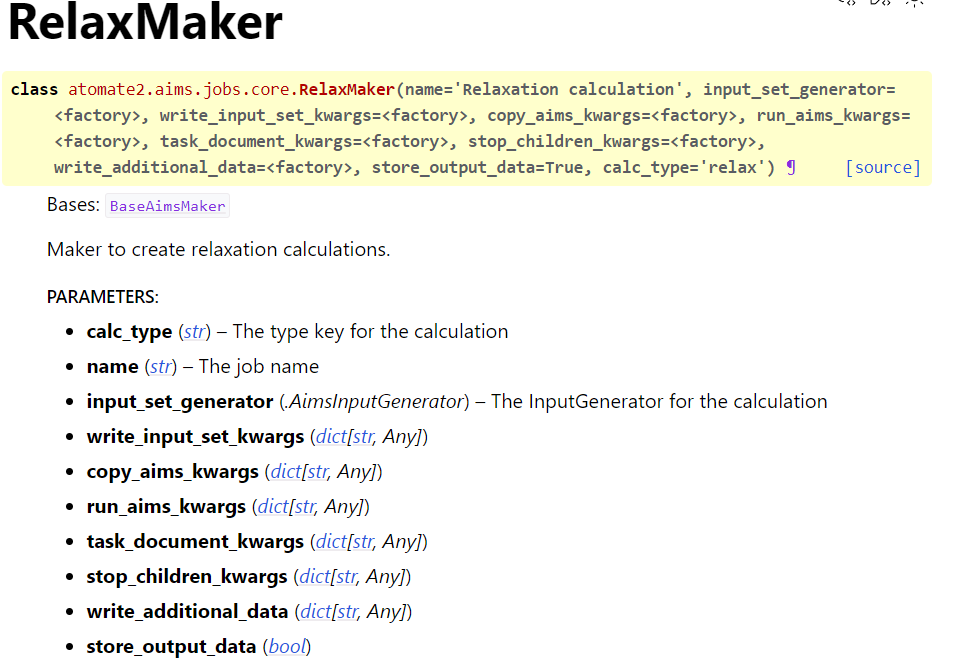 RelaxMaker
class atomate2.aims.jobs.core.RelaxMaker(name='Relaxation calculation', input_set_generator=
<factory>, write_input_set_kwargs=<factory>, copy_aims_kwargs=<factory>, run_aims_kwargs=
<factory>, task_document_kwargs=<factory>, stop_children_kwargs=<factory>,
write_additional_data=<factory>, store_output_data=True, calc_type='relax') ¶ [source]
Bases: BaseAimsMaker
Maker to create relaxation calculations.
PARAMETERS:
• calc_type (str) – The type key for the calculation
• name (str) – The job name
• input_set_generator (.AimsInputGenerator) – The InputGenerator for the calculation
• write_input_set_kwargs (dict[str, Any])
• copy_aims_kwargs (dict[str, Any])
• run_aims_kwargs (dict[str, Any])
• task_document_kwargs (dict[str, Any])
• stop_children_kwargs (dict[str, Any])
• write_additional_data (dict[str, Any])
• store_output_data (bool)